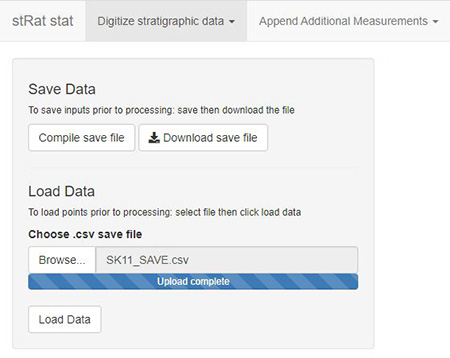 stRat stat Digitize stratigraphic data Append Additional Measurements
Save Data
To save inputs prior to processing: save then download the file
Compile save file Download save file
Load Data
To load points prior to processing: select file then click load data
Choose .csv save file
Browse... SK11_SAVE.csv
Upload complete
Load Data